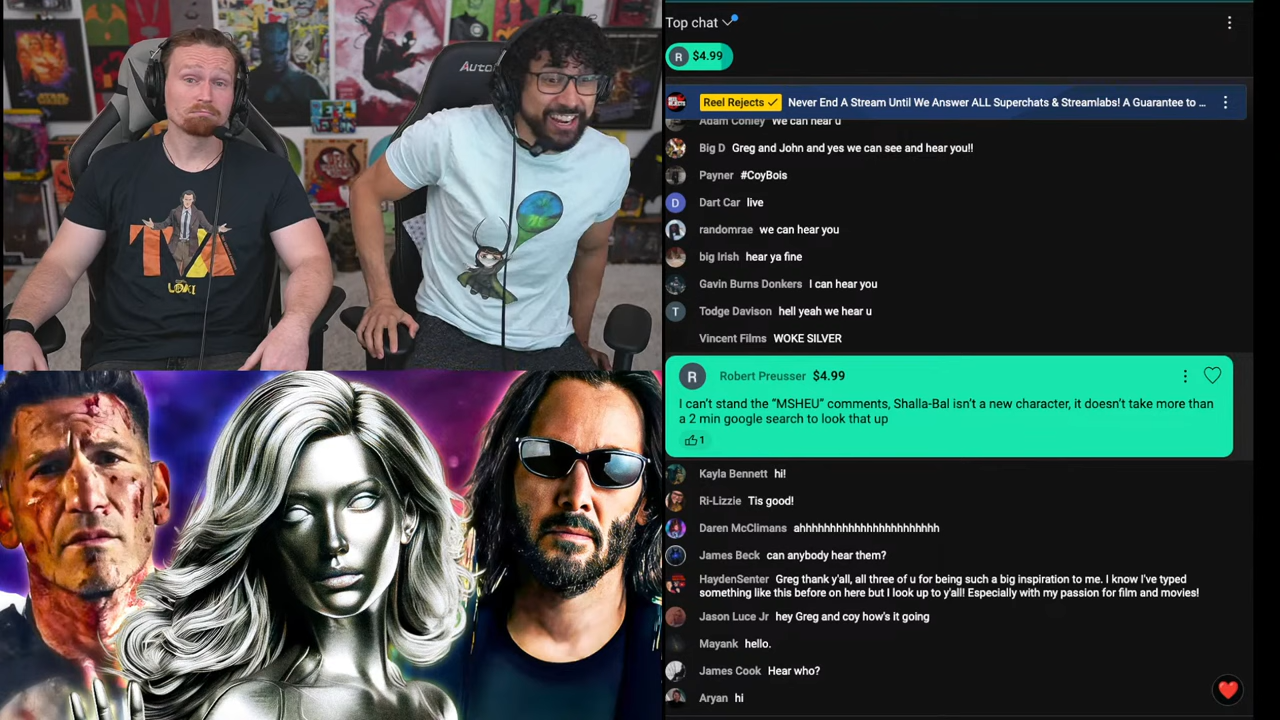 Top chat
R $4.99
Reel Rejects Never End A Stream Until We Answer ALL Superchats & Streamlabs! A Guarantee to ...
Adam Conley We can hear u
Big D Greg and John and yes we can see and hear you!!
Payner #CoyBois
D Dart Car live
randomrae we can hear you
big Irish hear ya fine
Gavin Burns Donkers I can hear you
T Todge Davison hell yeah we hear u
Vincent Films WOKE SILVER
R Robert Preusser $4.99
I can't stand the "MSHEU" comments, Shalla-Bal isn't a new character, it doesn't take more than
a 2 min google search to look that up
1
Kayla Bennett hi!
Ri-Lizzie Tis good!
Daren McClimans ahhhhhhhhhhhhhhhhhhhhhhh
James Beck can anybody hear them?
HaydenSenter Greg thank y'all, all three of u for being such a big inspiration to me. I know I've typed
something like this before on here but I look up to y'all! Especially with my passion for film and movies!
Jason Luce Jr hey Greg and coy how's it going
Mayank hello.
James Cook Hear who?
Aryan hi
TVA
LOKI